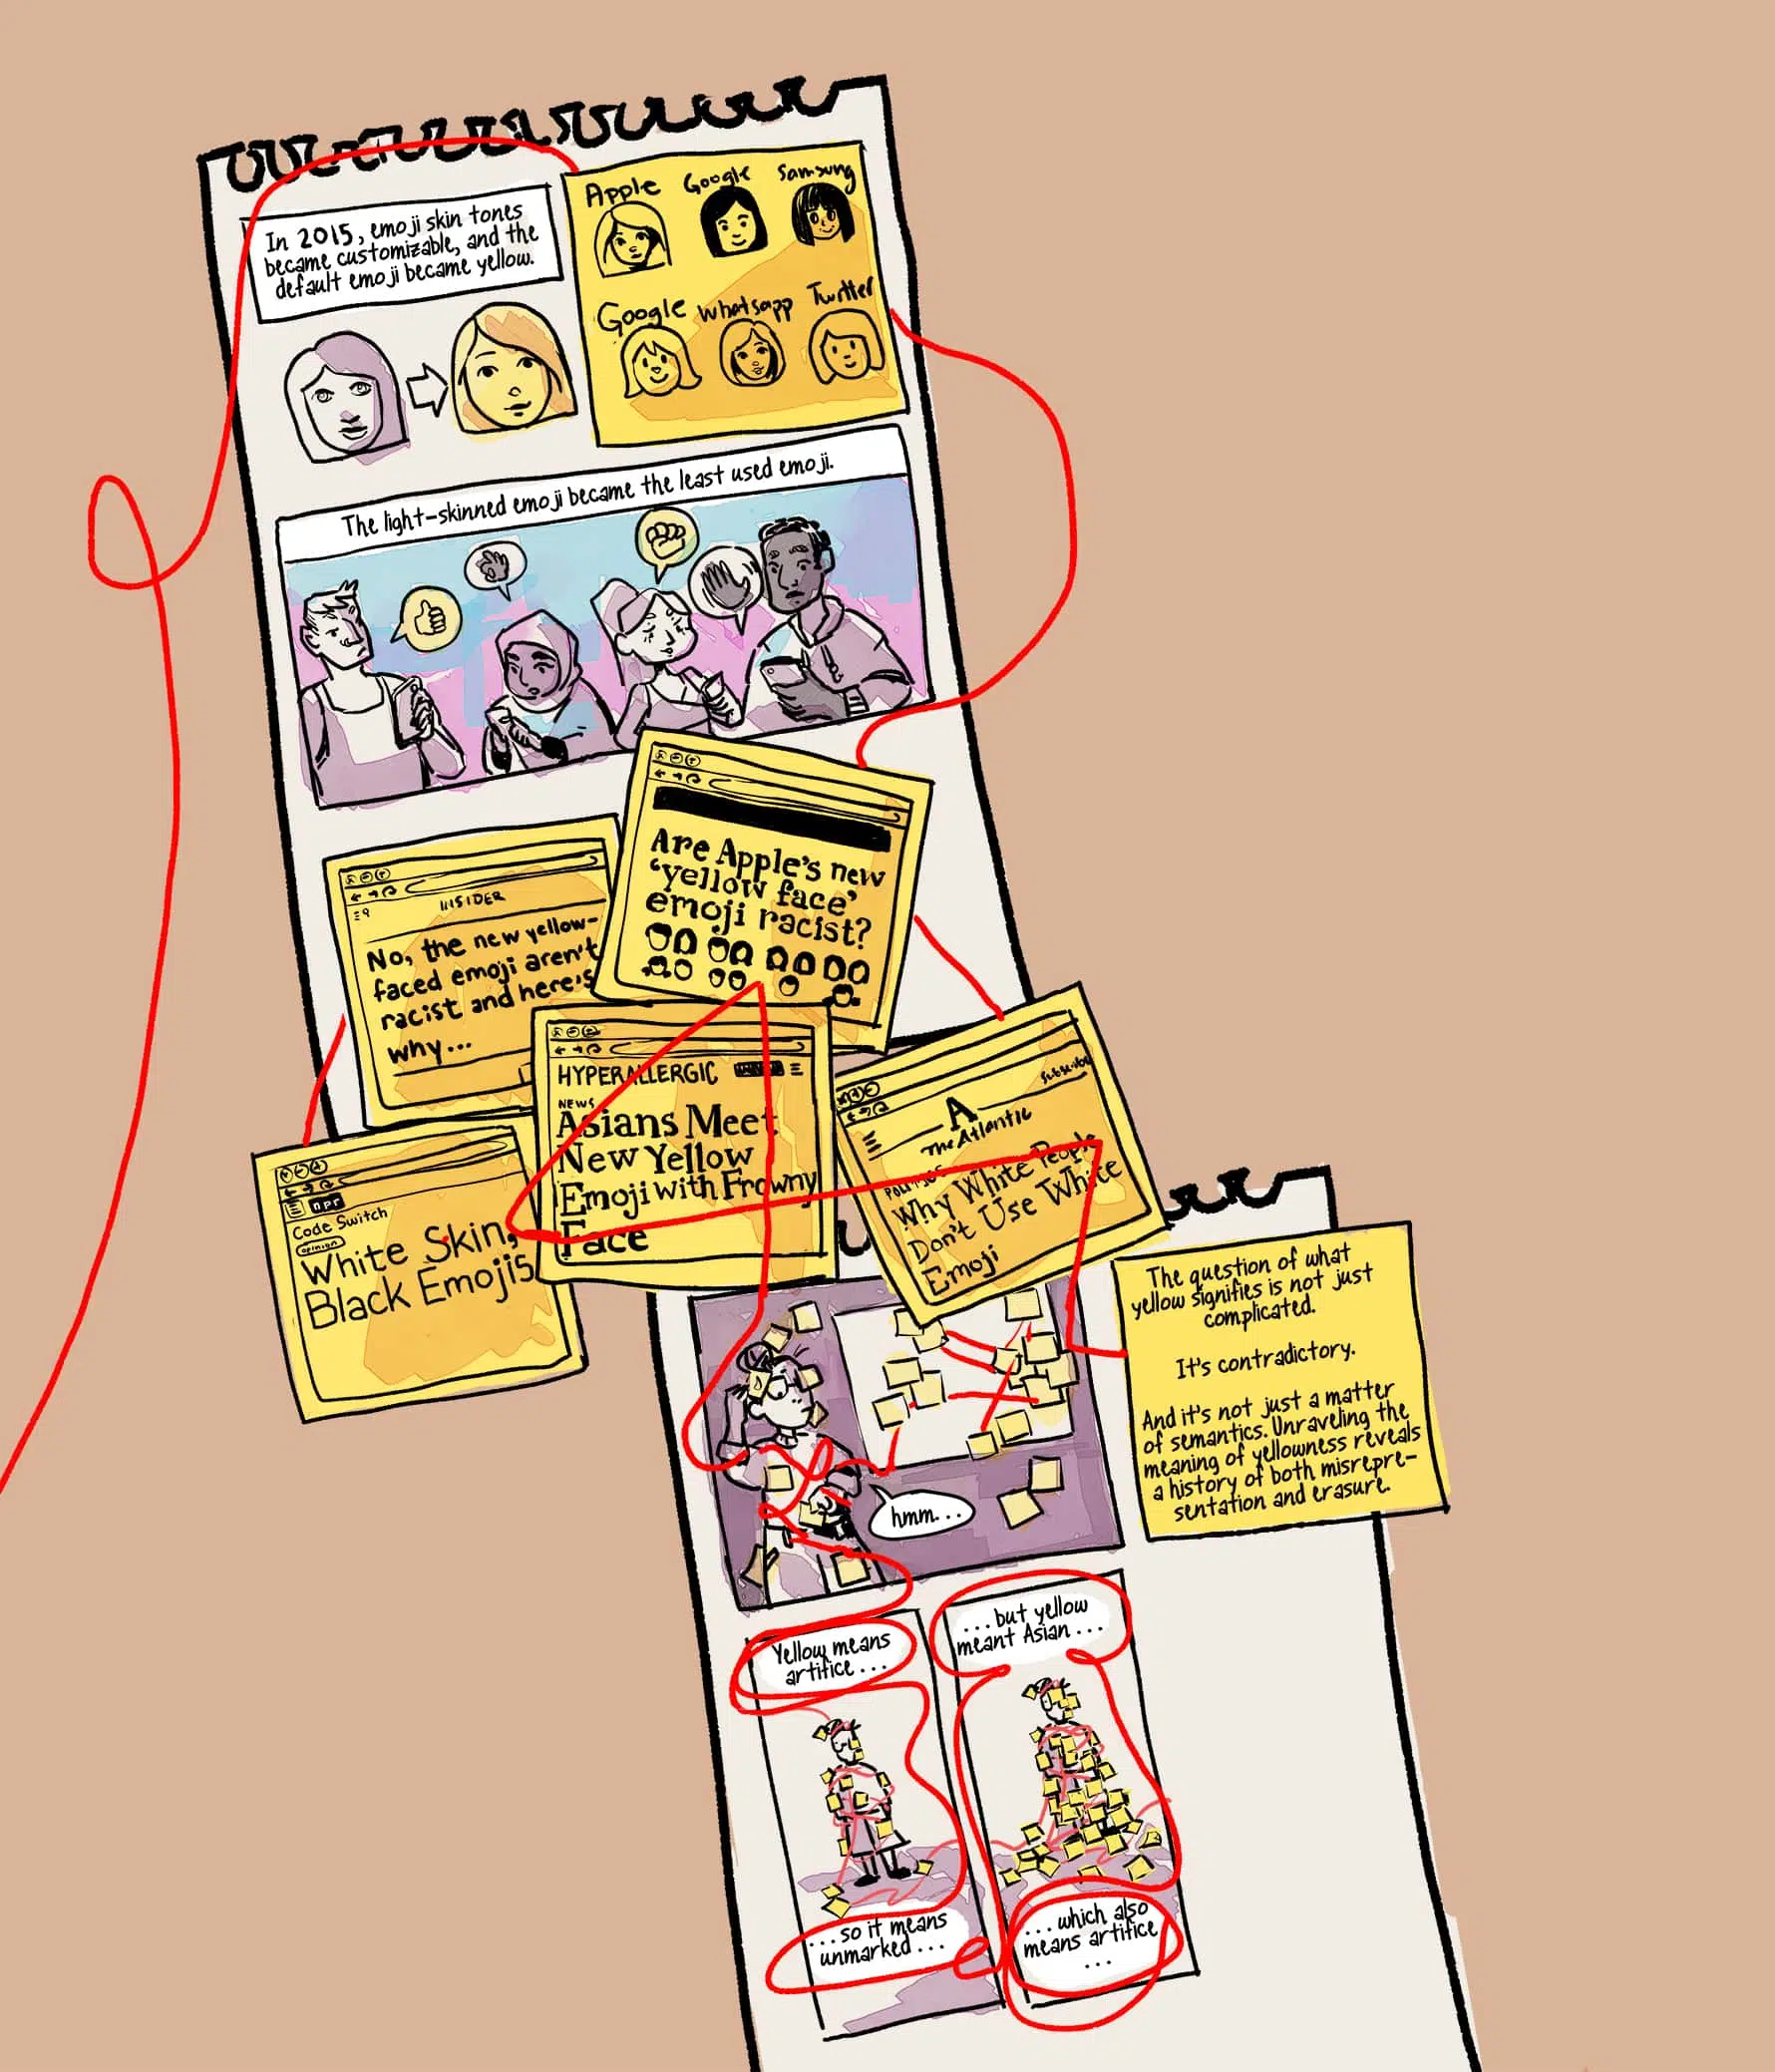 In 2015, emoji skin tones
became customizable, and the
default emoji became yellow.
Apple
Google
Samsung
Google
Whatsapp
Twitter
The light-skinned emoji became the least used emoji.
Are Apple's new
'yellow face'
emoji racist?
INSIDER
No, the new yellow-
faced emoji aren't
racist and here's
why...
HYPERALLERGIC
NEWS
Asians Meet
New Yellow
Emoji with Frowny
Face
Subscribe
A
The Atlantic
POLITICS
Why White People
Don't Use White
Emoji
npr
Code Switch
opinion
White Skin,
Black Emojis
The question of what
yellow signifies is not just
complicated.
It's contradictory.
And it's not just a matter
of semantics. Unraveling the
meaning of yellowness reveals
a history of both misrepre-
sentation and erasure.
hmm...
Yellow means
artifice...
...so it means
unmarked...
...but yellow
meant Asian...
...which also
means artifice
...